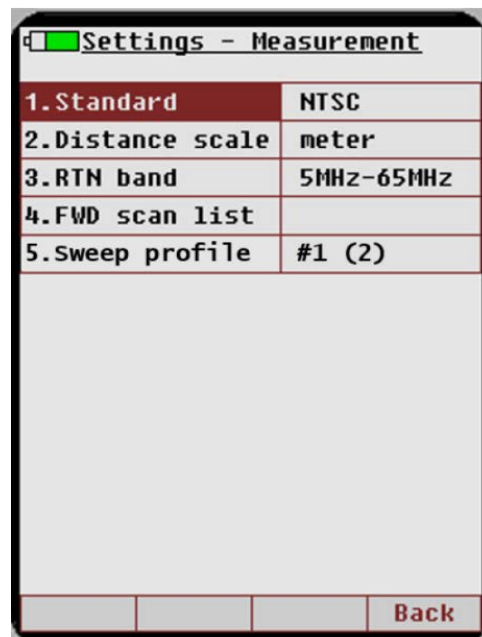 Settings - Measurement
1.Standard NTSC
2.Distance scale meter
3.RTN band 5MHz-65MHz
4.FWD scan list
5.Sweep profile #1 (2)
Back